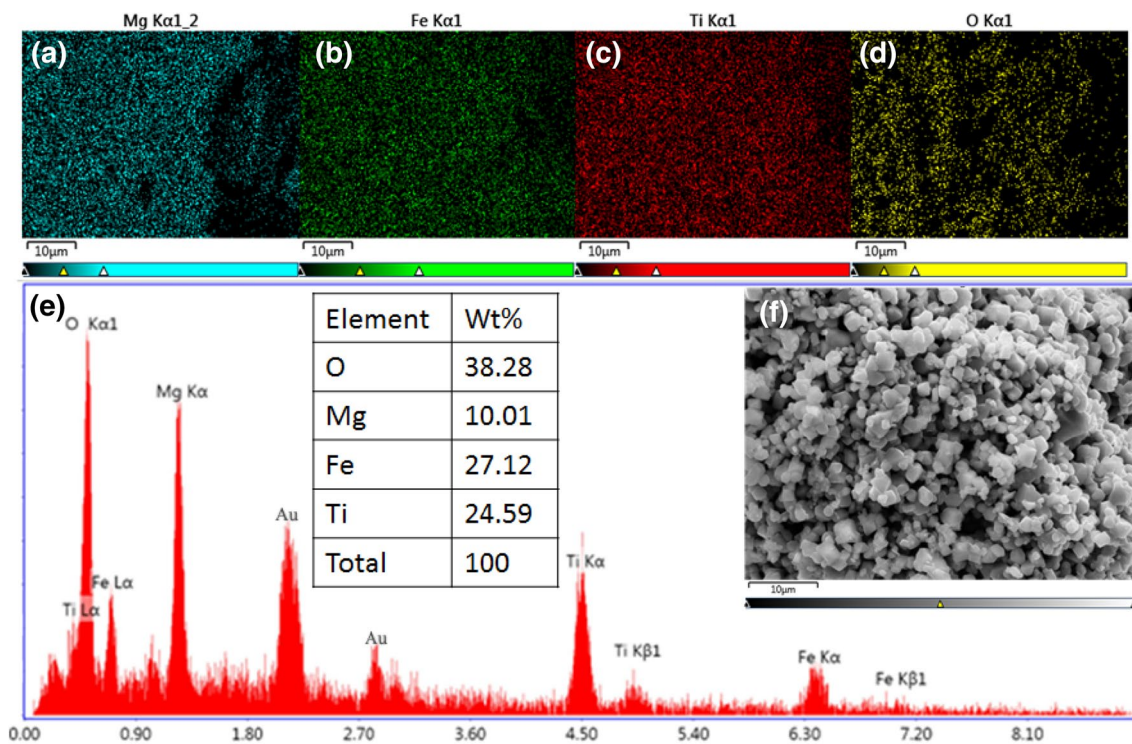 Mg Kα1_2
Fe Kα1
Ti Kα1
O Kα1
(a)
(b)
(c)
(d)
10µm
10µm
10µm
10µm
(e)
O Kα1
Fe Lα
Ti Lα
Mg Kα
Au
Au
Ti Kα
Ti Kβ1
Fe Kα
Fe Kβ1
Element Wt%
O 38.28
Mg 10.01
Fe 27.12
Ti 24.59
Total 100
(f)
10µm
0.00 0.90 1.80 2.70 3.60 4.50 5.40 6.30 7.20 8.10